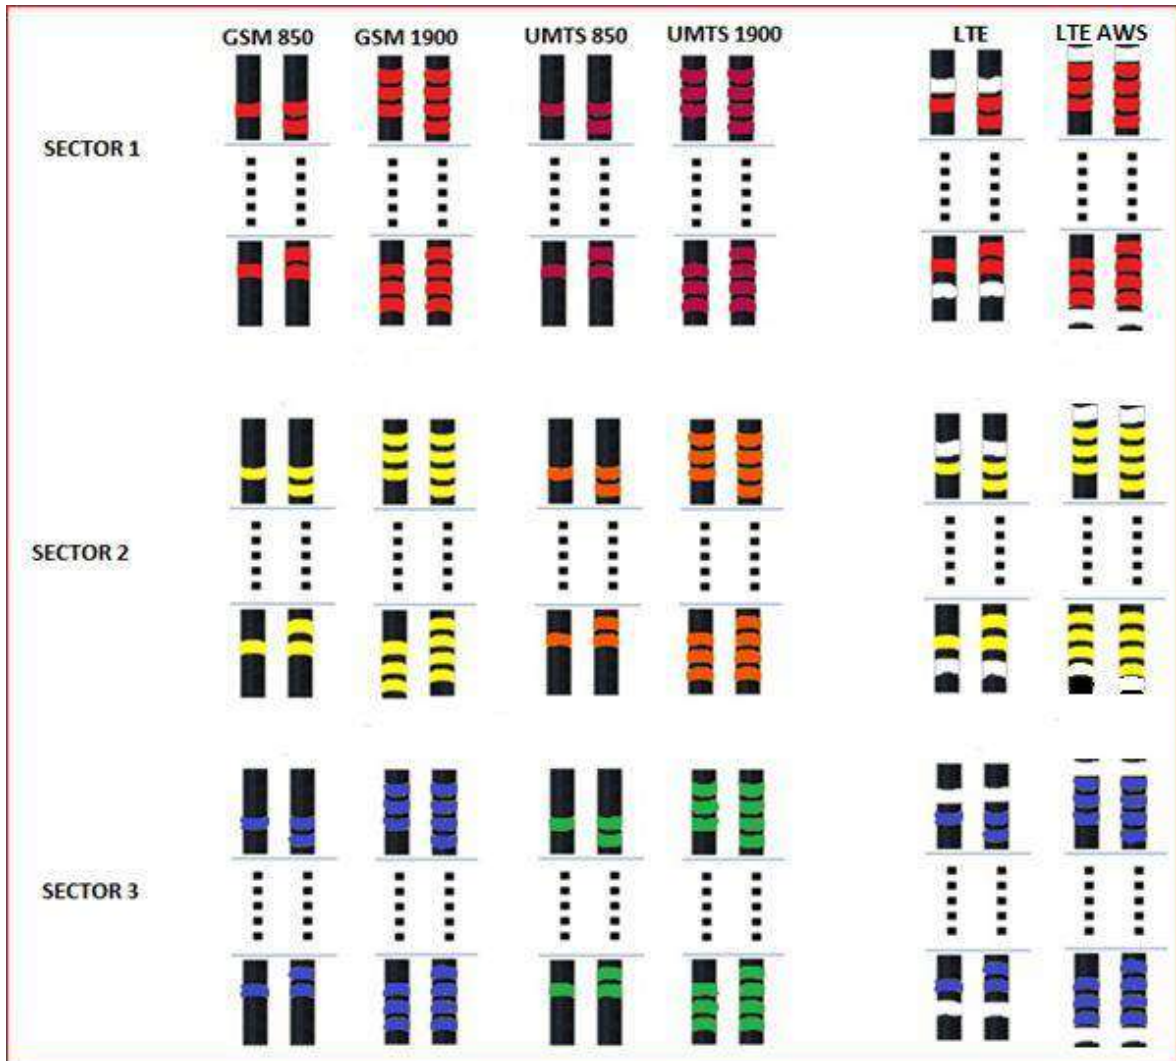 GSM 850 GSM 1900 UMTS 850 UMTS 1900 LTE LTE AWS
SECTOR 1
SECTOR 2
SECTOR 3